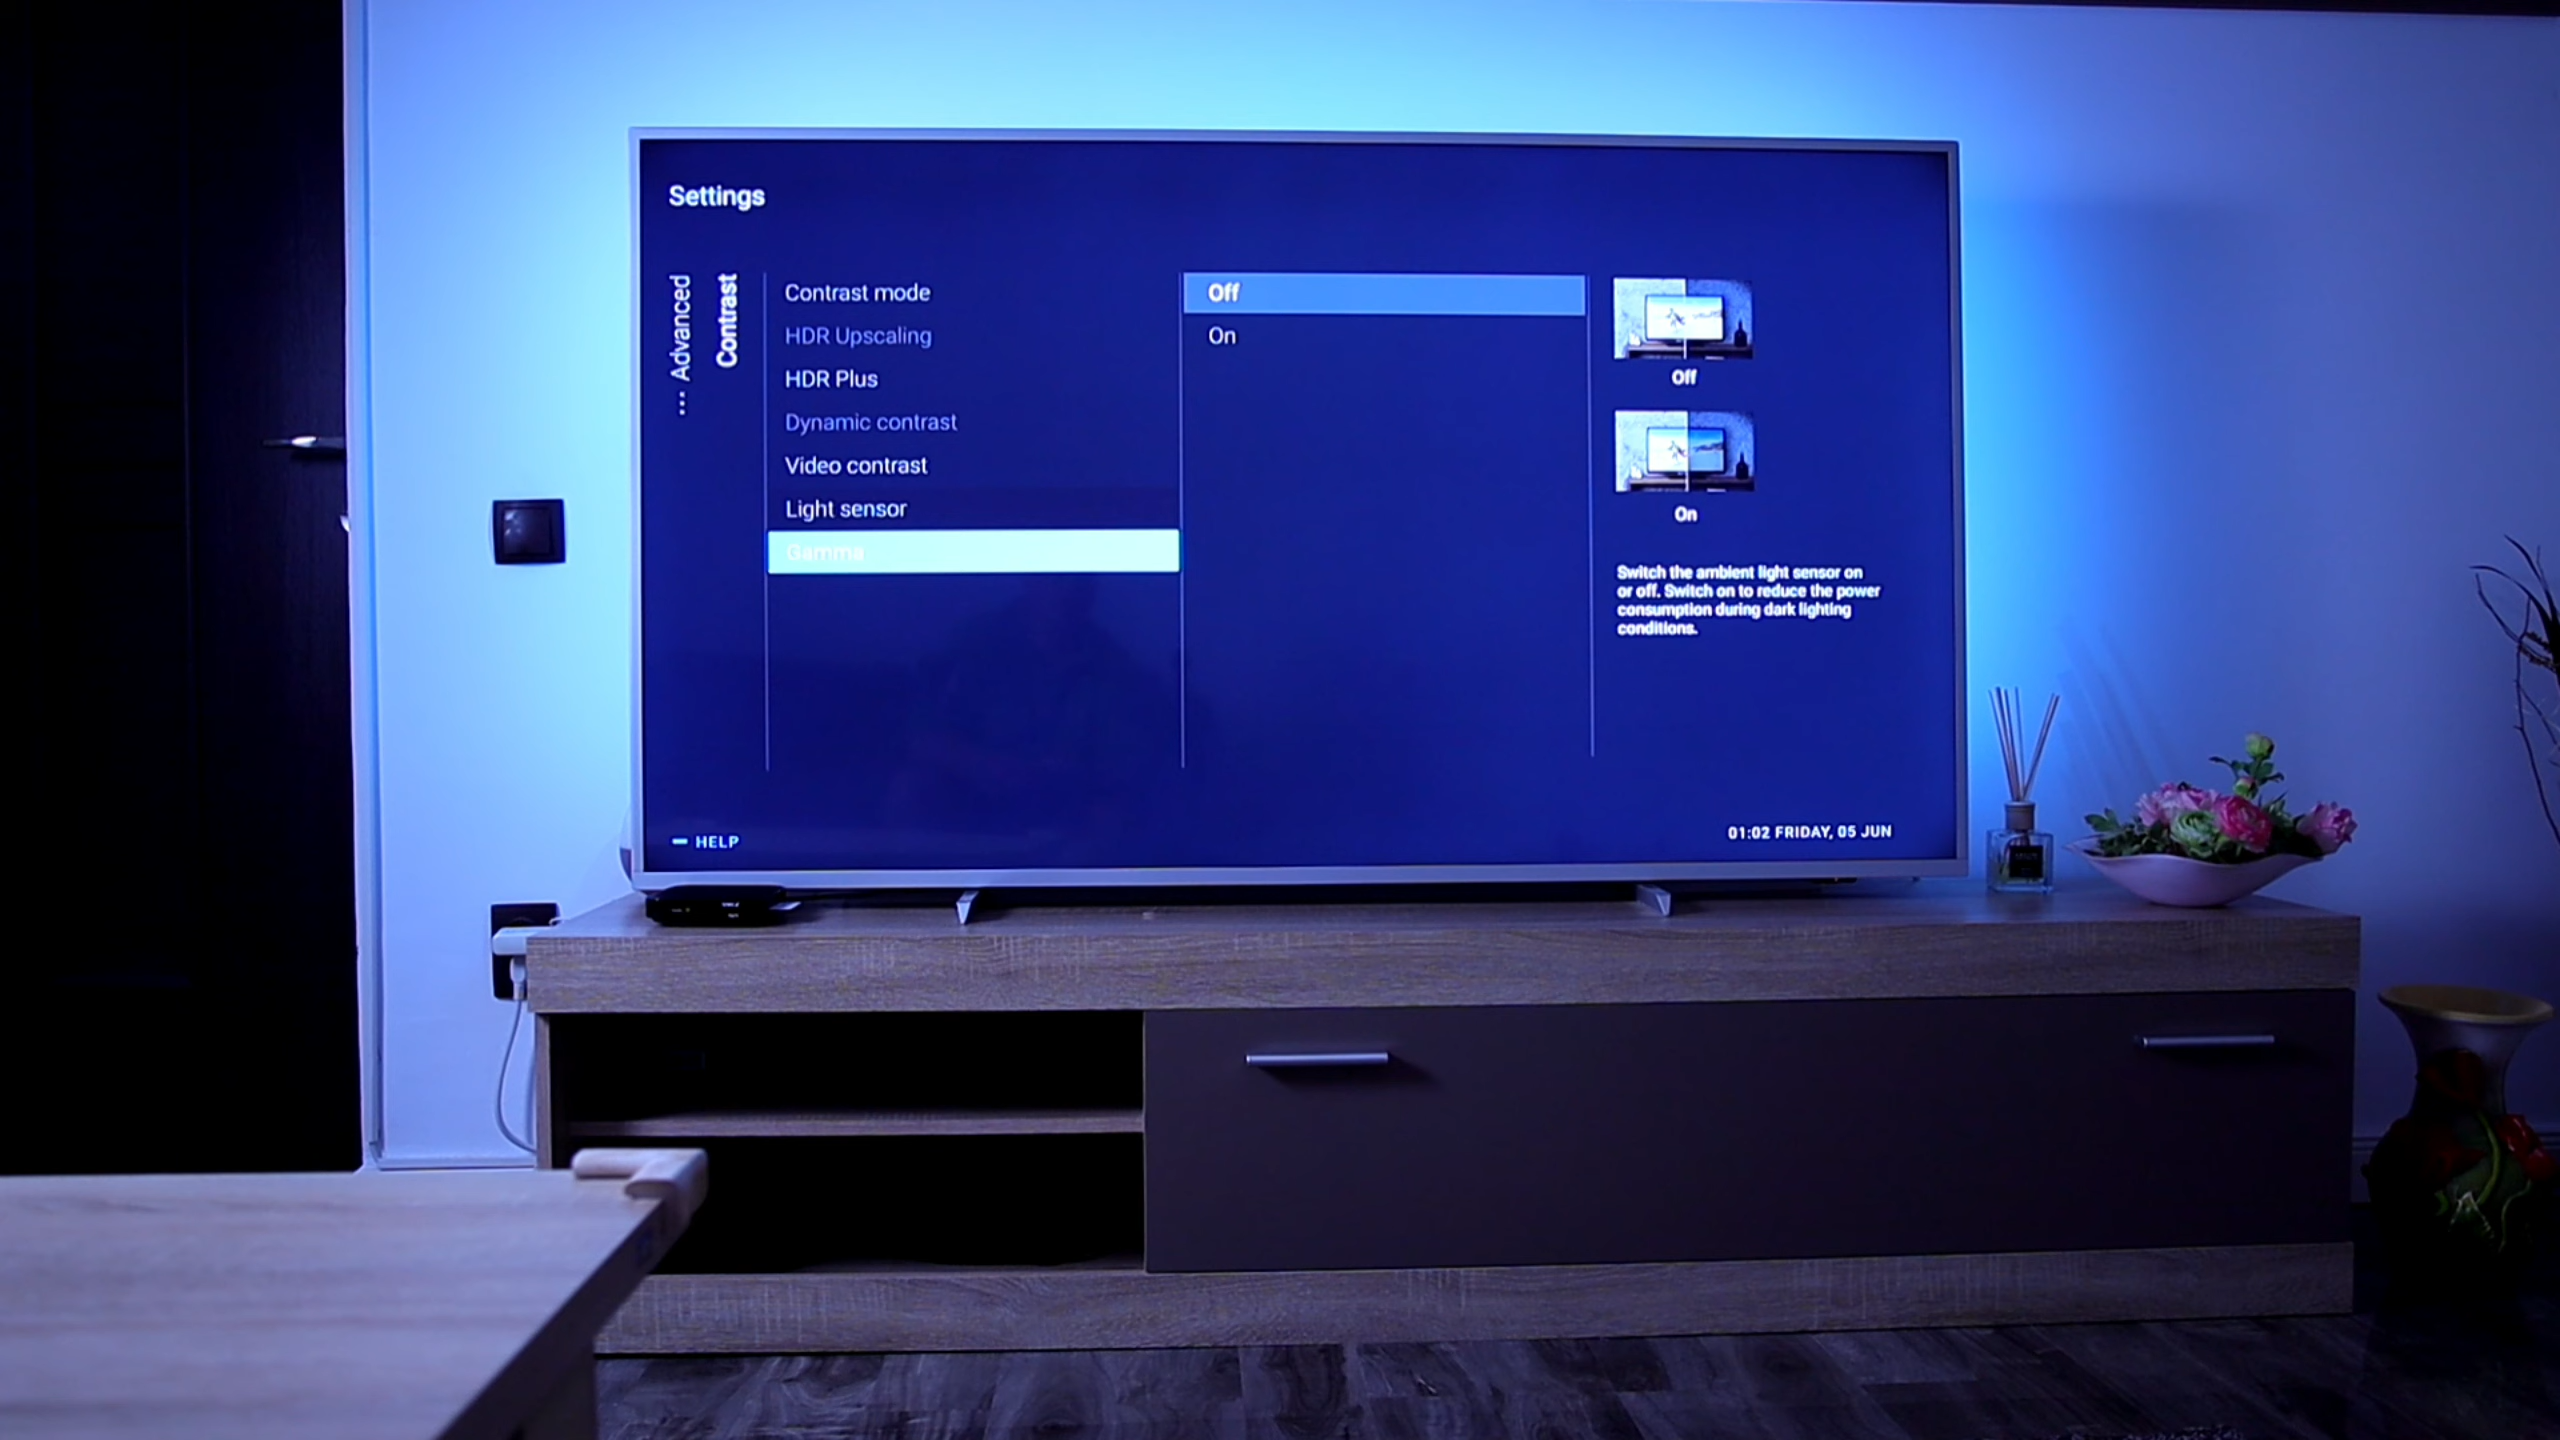 Settings
... Advanced
Contrast
Contrast mode
HDR Upscaling
HDR Plus
Dynamic contrast
Video contrast
Light sensor
Gamma
Off
On
Off
On
Switch the ambient light sensor on
or off. Switch on to reduce the power
consumption during dark lighting
conditions.
HELP
01:02 FRIDAY, 05 JUN